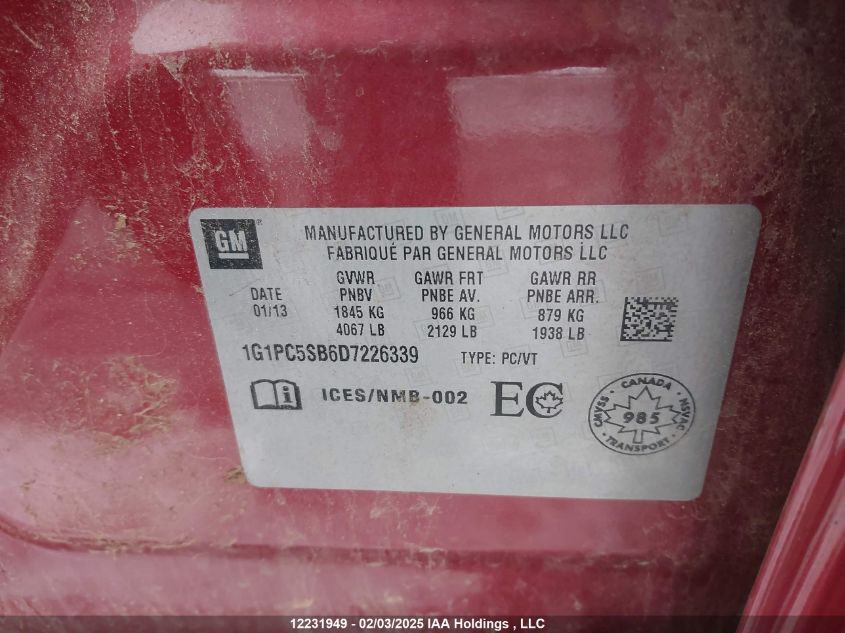 GM
MANUFACTURED BY GENERAL MOTORS LLC
FABRIQUÉ PAR GENERAL MOTORS LLC
DATE
01/13
GVWR
PNBV
1845 KG
4067 LB
GAWR FRT
PNBE AV.
966 KG
2129 LB
GAWR RR
PNBE ARR.
879 KG
1938 LB
1G1PC5SB6D7226339 TYPE: PC/VT
i ICES/NMB-002 EC
CANADA
CMVSS 985 NSVAC
TRANSPORT
12231949 - 02/03/2025 IAA Holdings , LLC